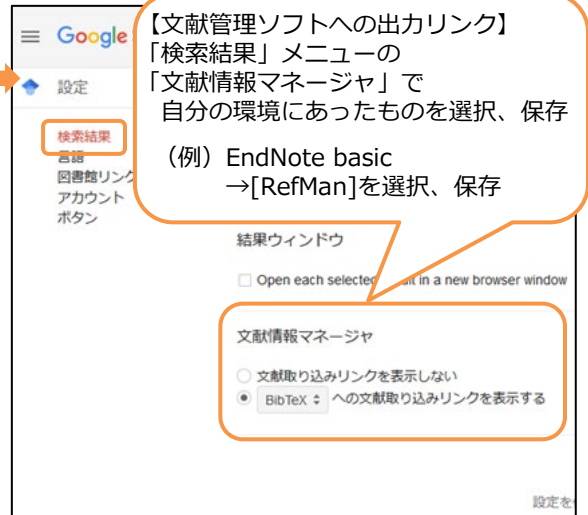 Google
設定
【文献管理ソフトへの出力リンク】
「検索結果」メニューの
「文献情報マネージャ」で
自分の環境にあったものを選択、保存
（例）EndNote basic
→[RefMan]を選択、保存
検索結果
言語
図書館リンク
アカウント
ボタン
結果ウィンドウ
Open each selected in a new browser window
文献情報マネージャ
文献取り込みリンクを表示しない
BibTeX への文献取り込みリンクを表示する
設定を